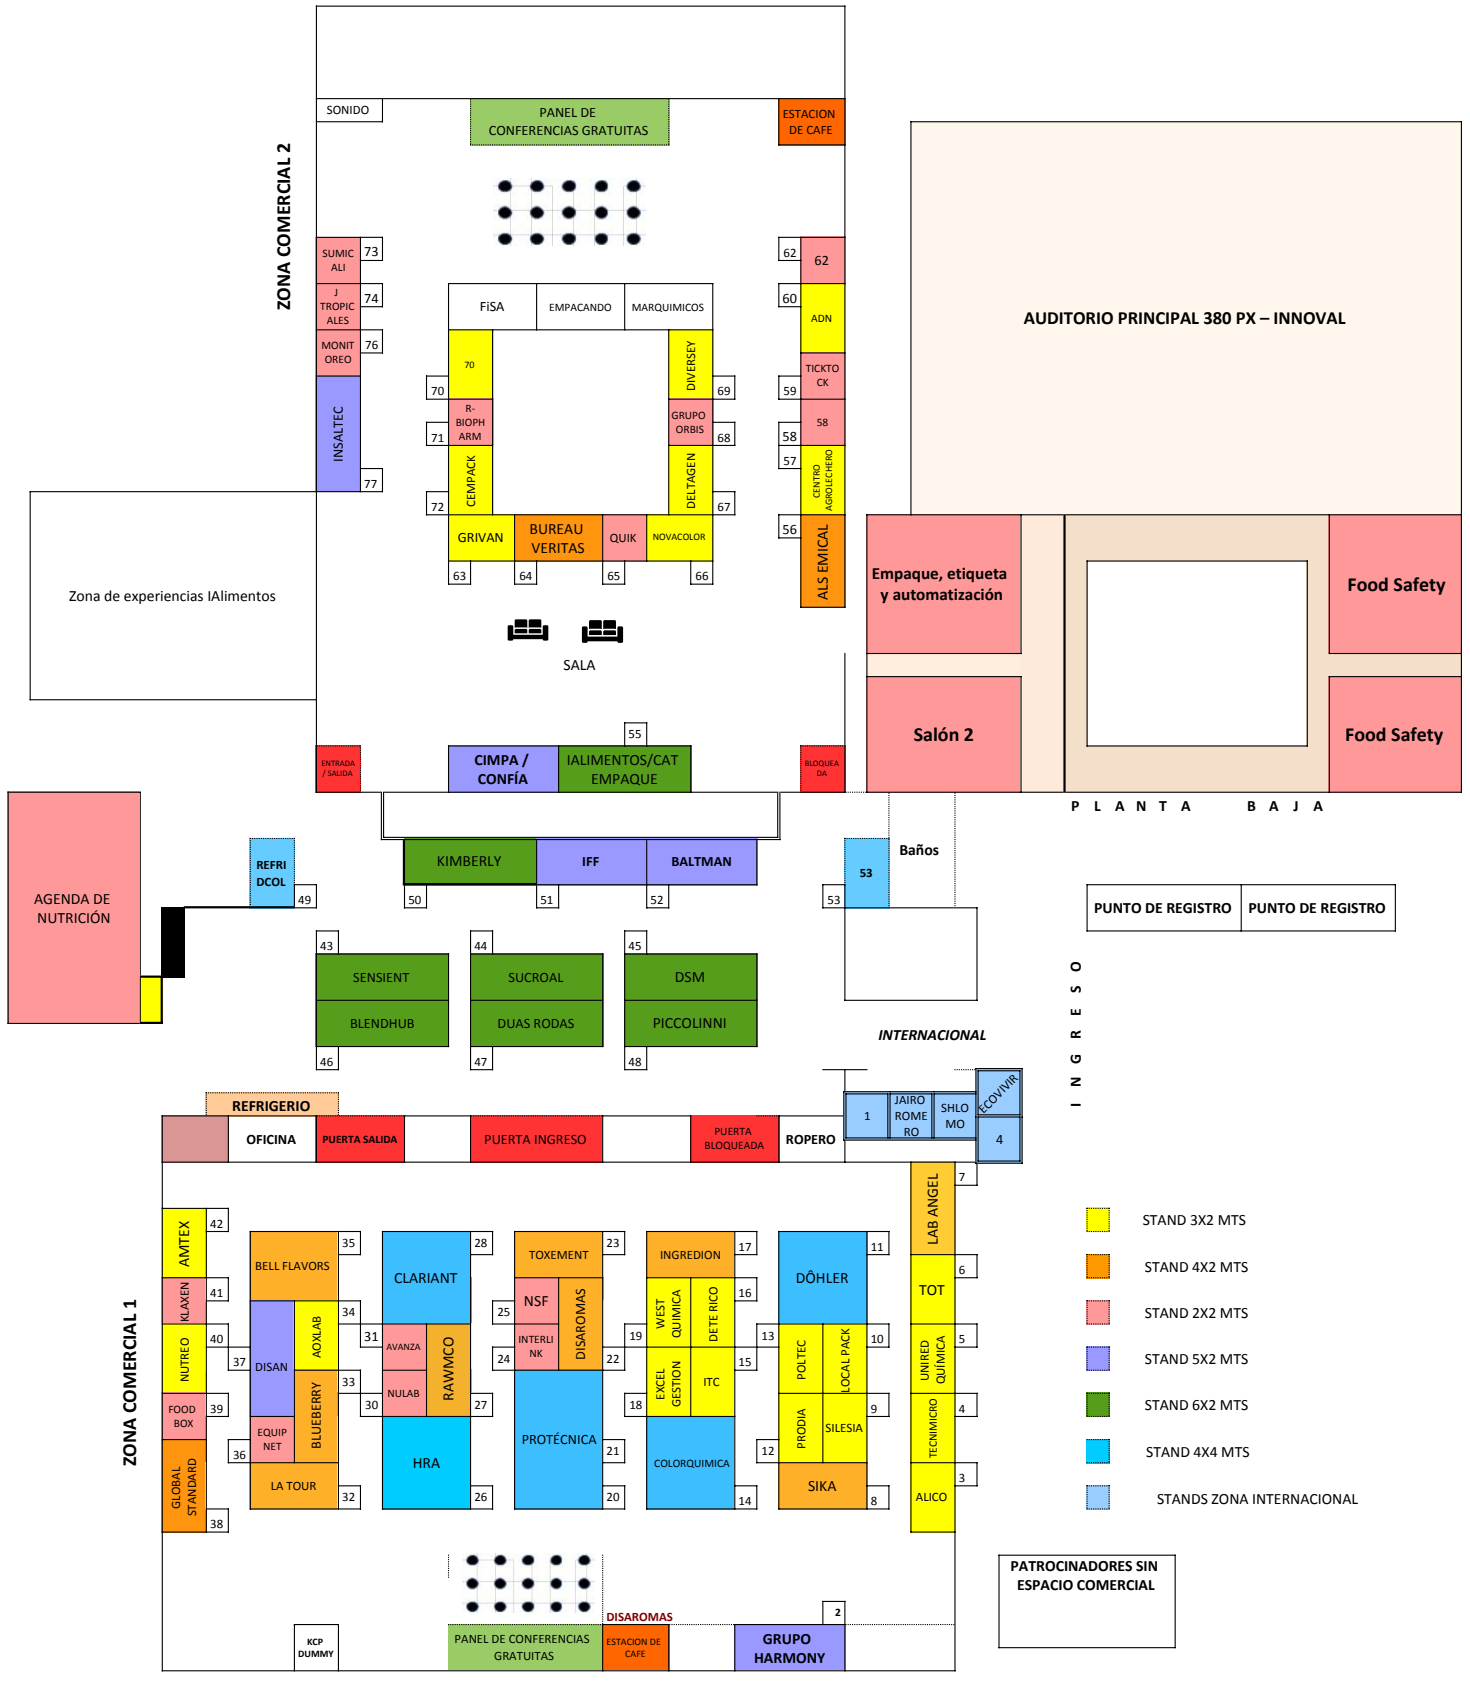 SONIDO
PANEL DE
CONFERENCIAS GRATUITAS
ESTACION
DE CAFE
ZONA COMERCIAL 2
SUMIC
ALI
73
62
62
J
TROPIC
ALES
74
FiSA
EMPACANDO
MARQUIMICOS
60
ADN
AUDITORIO PRINCIPAL 380 PX – INNOVAL
MONIT
OREO
76
70
DIVERSEY
TICKTO
CK
70
69
59
INSALTEC
R-
BIOPH
ARM
GRUPO
ORBIS
58
71
68
58
CEMPACK
DELTAGEN
57
CENTRO
AGROLECHERO
77
72
67
GRIVAN
BUREAU
VERITAS
QUIK
NOVACOLOR
56
ALS EMICAL
63
64
65
66
Empaque, etiqueta
y automatización
Food Safety
Zona de experiencias IAlimentos
SALA
55
Salón 2
Food Safety
ENTRADA
/ SALIDA
CIMPA /
CONFÍA
IALIMENTOS/CAT
EMPAQUE
BLOQUEA
DA
PLANTA BAJA
Baños
REFRI
DCOL
KIMBERLY
IFF
BALTMAN
53
49
50
51
52
53
AGENDA DE
NUTRICIÓN
PUNTO DE REGISTRO
PUNTO DE REGISTRO
43
44
45
SENSIENT
SUCROAL
DSM
BLENDHUB
DUAS RODAS
PICCOLINNI
46
47
48
INTERNACIONAL
INGRESO
REFRIGERIO
1
JAIRO
ROME
RO
SHLO
MO
ECOVIVIR
4
OFICINA
PUERTA SALIDA
PUERTA INGRESO
PUERTA
BLOQUEADA
ROPERO
ZONA COMERCIAL 1
LAB ANGEL
7
AMTEX
42
BELL FLAVORS
35
CLARIANT
28
TOXEMENT
23
INGREDION
17
DÔHLER
11
TOT
6
KLAXEN
41
AOXLAB
34
NSF
25
DISAROMAS
WEST
QUIMICA
DETE RICO
16
NUTREO
40
37
DISAN
31
AVANZA
RAWMCO
INTERLI
NK
24
22
19
13
POLTEC
LOCAL PACK
10
UNIRED
QUÍMICA
5
BLUEBERRY
33
NULAB
30
27
EXCEL
GESTION
ITC
15
18
FOOD
BOX
39
EQUIP
NET
36
PROTÉCNICA
21
PRODIA
SILESIA
9
12
TECNIMICRO
4
GLOBAL
STANDARD
38
LA TOUR
32
HRA
26
20
COLORQUIMICA
14
SIKA
8
ALICO
3
STAND 3X2 MTS
STAND 4X2 MTS
STAND 2X2 MTS
STAND 5X2 MTS
STAND 6X2 MTS
STAND 4X4 MTS
STANDS ZONA INTERNACIONAL
PATROCINADORES SIN
ESPACIO COMERCIAL
DISAROMAS
2
KCP
DUMMY
PANEL DE CONFERENCIAS
GRATUITAS
ESTACION DE
CAFE
GRUPO
HARMONY